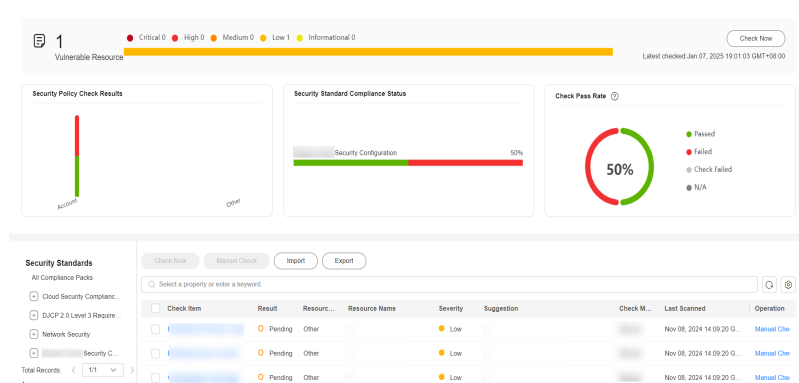 1
Vulnerable Resource
Critical 0 High 0 Medium 0 Low 1 Informational 0
Check Now
Latest checked:Jan 07, 2025 19:01:03 GMT+08:00
Security Policy Check Results
Account
Other
Security Standard Compliance Status
Security Configuration 50%
Check Pass Rate ?
50%
Passed
Failed
Check Failed
N/A
Security Standards
All Compliance Packs
Cloud Security Complianc...
DJCP 2.0 Level 3 Require...
Network Security
Security C...
Total Records: < 1/1 >
Check Now Manual Check Import Export
Select a property or enter a keyword.
Check Item Result Resourc... Resource Name Severity Suggestion Check M... Last Scanned Operation
Pending Other Low Nov 08, 2024 14:09:20 G... Manual Che
Pending Other Low Nov 08, 2024 14:09:20 G... Manual Che
Pending Other Low Nov 08, 2024 14:09:20 G... Manual Che